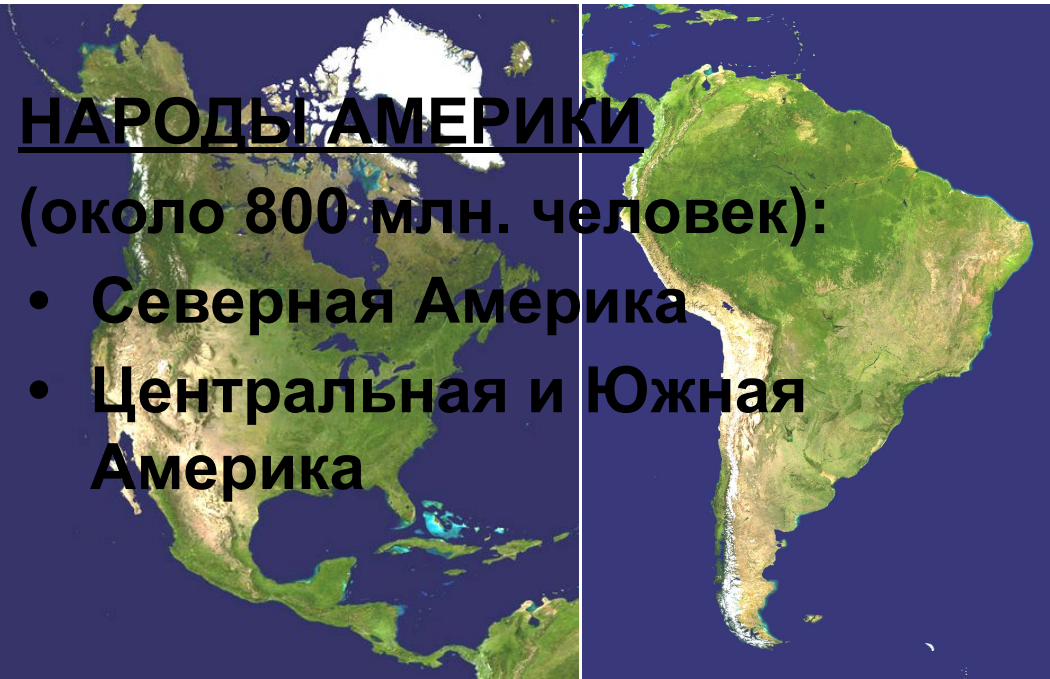 НАРОДЫ АМЕРИКИ
(около 800 млн. человек):
• Северная Америка
• Центральная и Южная
Америка